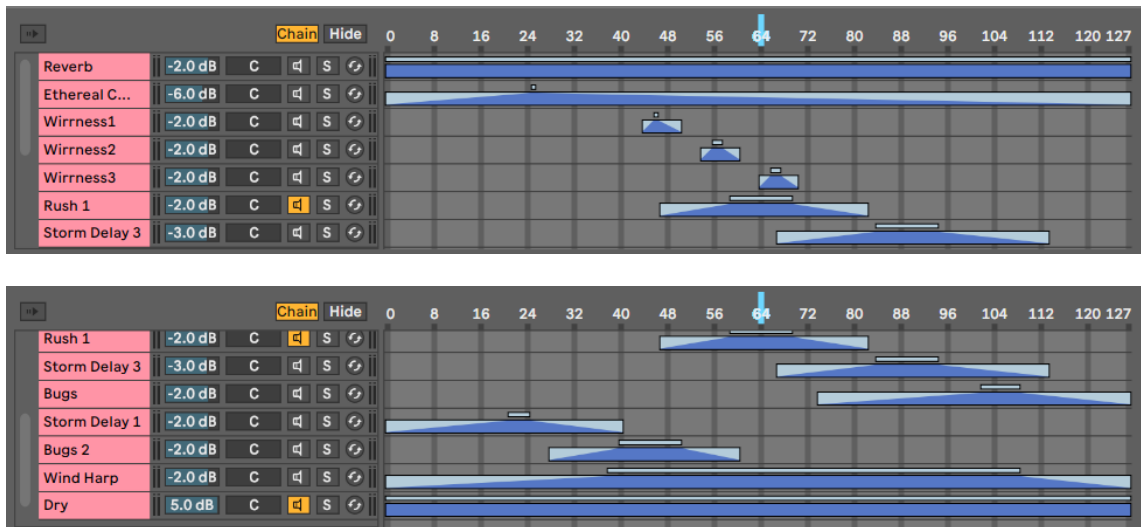 Chain Hide 0 8 16 24 32 40 48 56 64 72 80 88 96 104 112 120 127
Reverb -2.0 dB C S
Ethereal C... -6.0 dB C S
Wirrness1 -2.0 dB C S
Wirrness2 -2.0 dB C S
Wirrness3 -2.0 dB C S
Rush 1 -2.0 dB C S
Storm Delay 3 -3.0 dB C S
Chain Hide 0 8 16 24 32 40 48 56 64 72 80 88 96 104 112 120 127
Rush 1 -2.0 dB C S
Storm Delay 3 -3.0 dB C S
Bugs -2.0 dB C S
Storm Delay 1 -2.0 dB C S
Bugs 2 -2.0 dB C S
Wind Harp -2.0 dB C S
Dry 5.0 dB C S